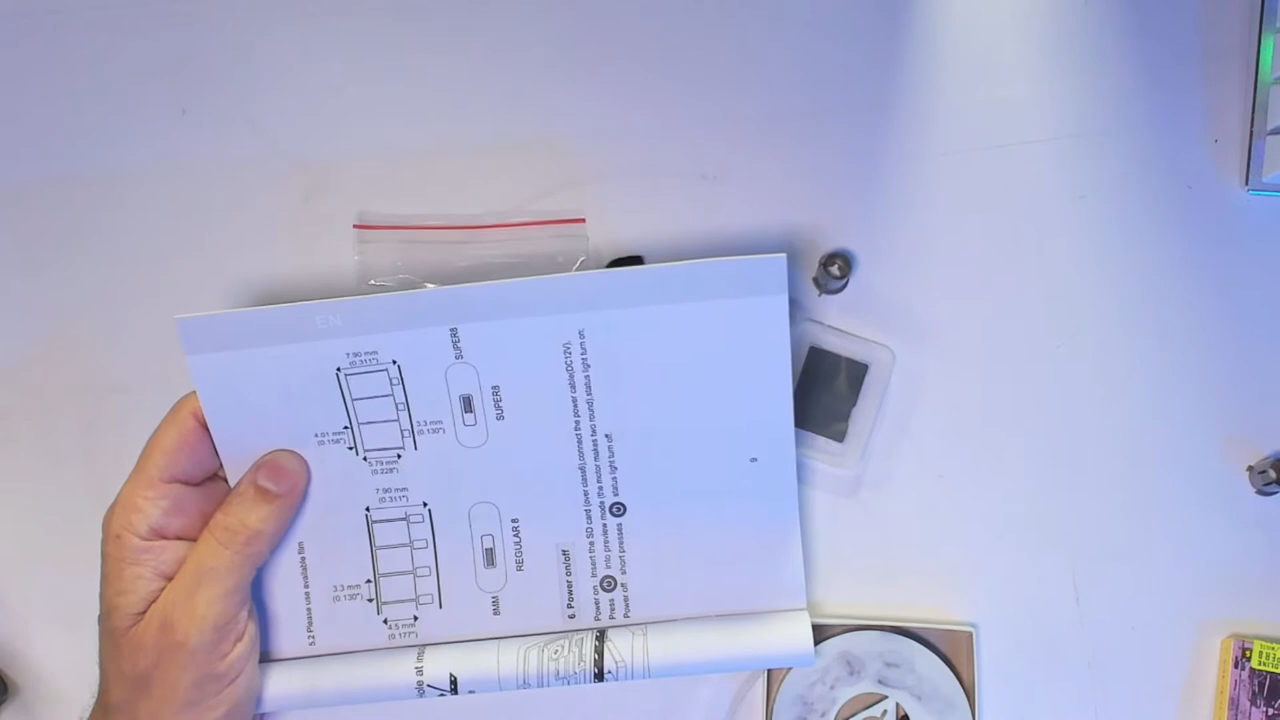 EN
5.2 Please use available film
3.3 mm
(0.130")
7.90 mm
(0.311")
4.5 mm
(0.177")
4.01 mm
(0.158")
7.90 mm
(0.311")
5.79 mm
(0.228")
3.3 mm
(0.130")
8MM
REGULAR 8
SUPER8
SUPER8
6. Power on/off
Power on : Insert the SD card (over class6),connect the power cable(DC12V),
Press into preview mode (the motor makes two round),status light turn on;
Power off : short presses status light turn off.
9